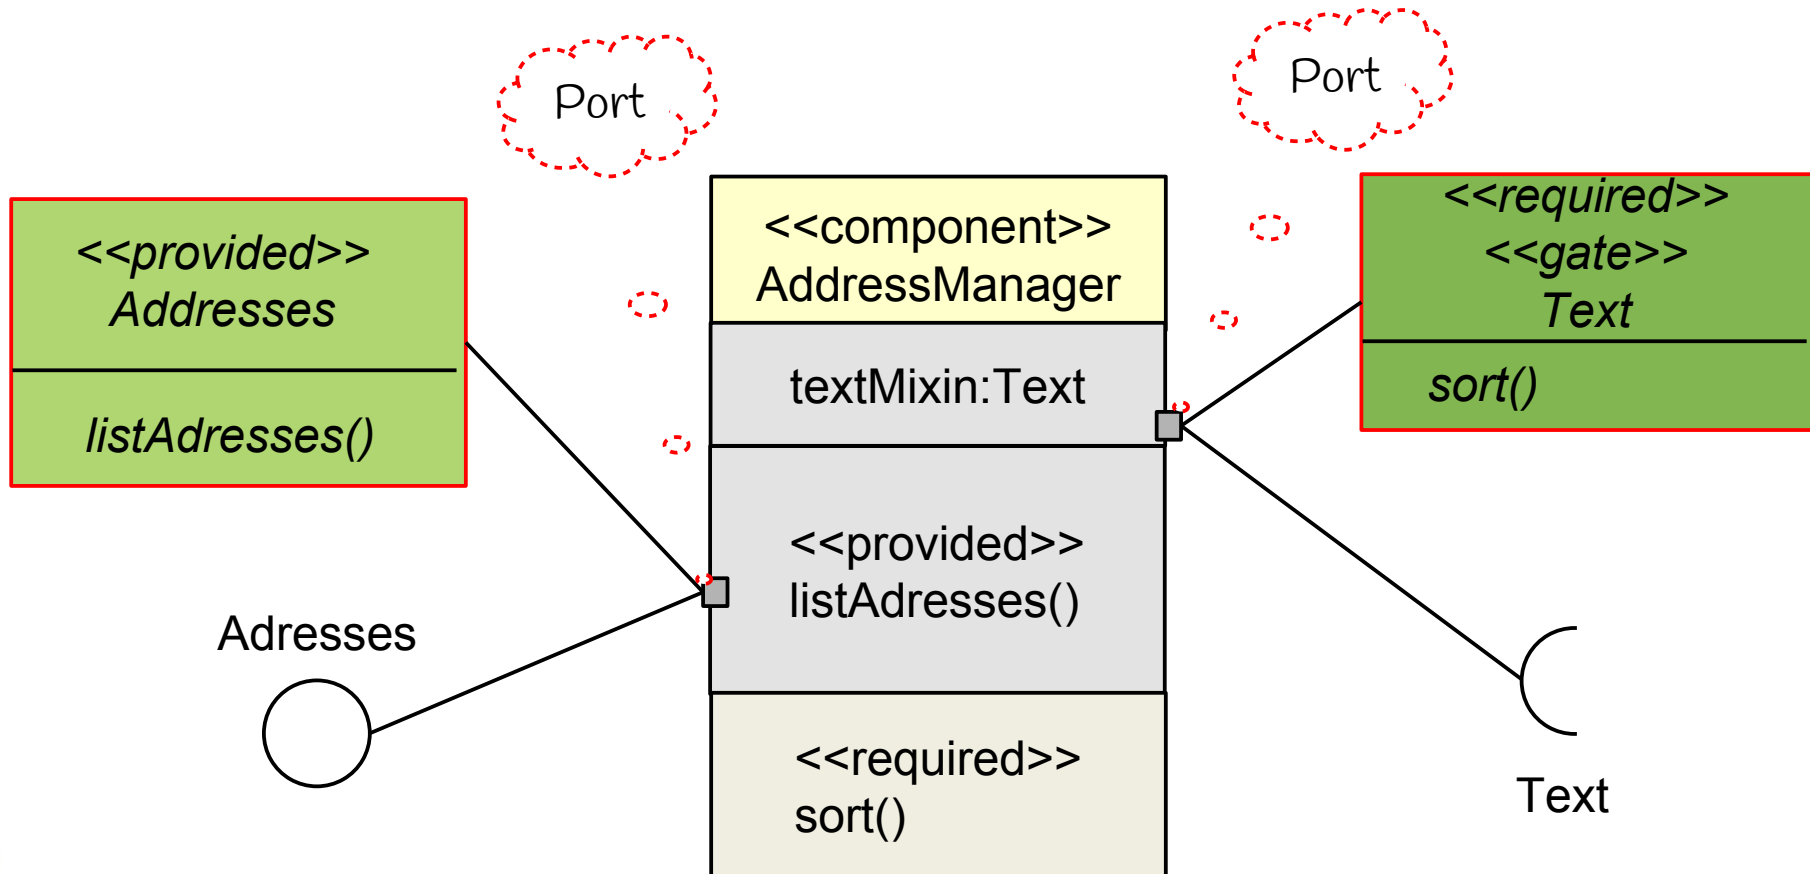 Port
Port
<<provided>>
Addresses
listAdresses()
Adresses
<<component>>
AddressManager
textMixin:Text
<<provided>>
listAdresses()
<<required>>
sort()
<<required>>
<<gate>>
Text
sort()
Text